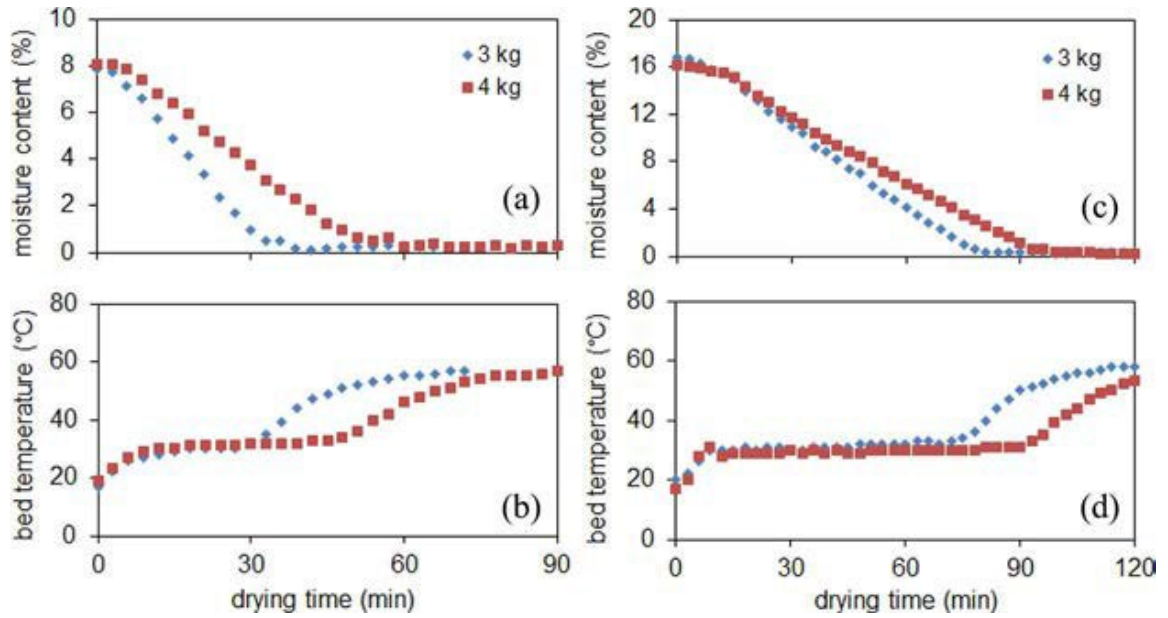 10
8
6
4
2
0
moisture content (%)
3 kg
4 kg
(a)
20
16
12
8
4
0
moisture content (%)
3 kg
4 kg
(c)
80
60
40
20
0
bed temperature (°C)
(b)
0 30 60 90
drying time (min)
80
60
40
20
0
bed temperature (°C)
(d)
0 30 60 90 120
drying time (min)